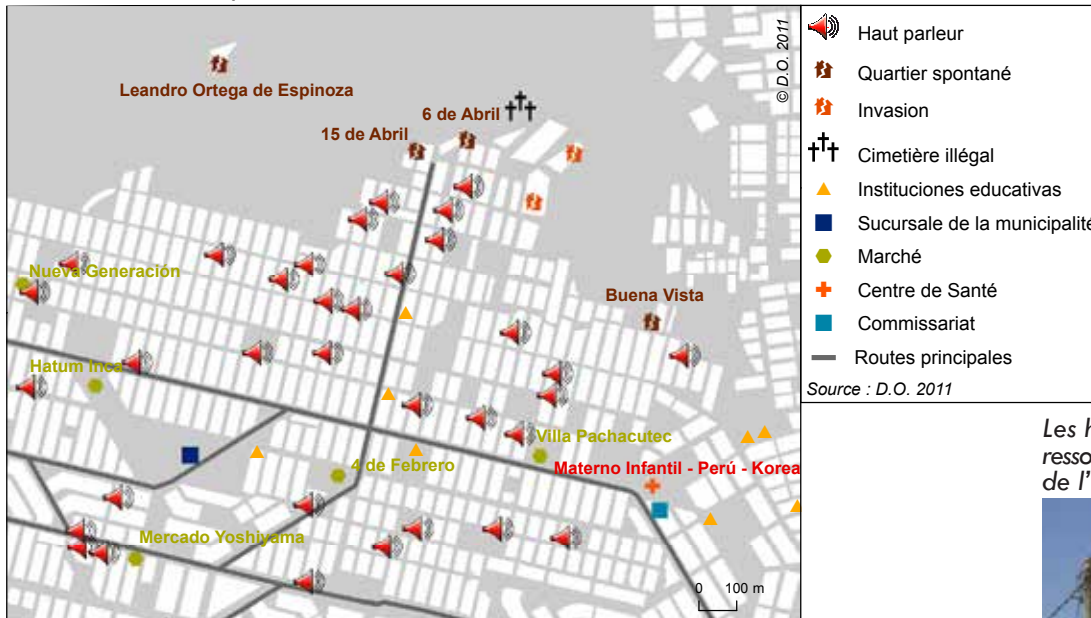 © D.O. 2011
Leandro Ortega de Espinoza
6 de Abril
15 de Abril
Nueva Generación
Buena Vista
Hatum Inca
Villa Pachacutec
4 de Febrero
Materno Infantil - Perú - Korea
Mercado Yoshiyama
0 100 m
Haut parleur
Quartier spontané
Invasion
Cimetière illégal
Instituciones educativas
Sucursale de la municipalité
Marché
Centre de Santé
Commissariat
Routes principales
Source : D.O. 2011
Les
resso
de l'